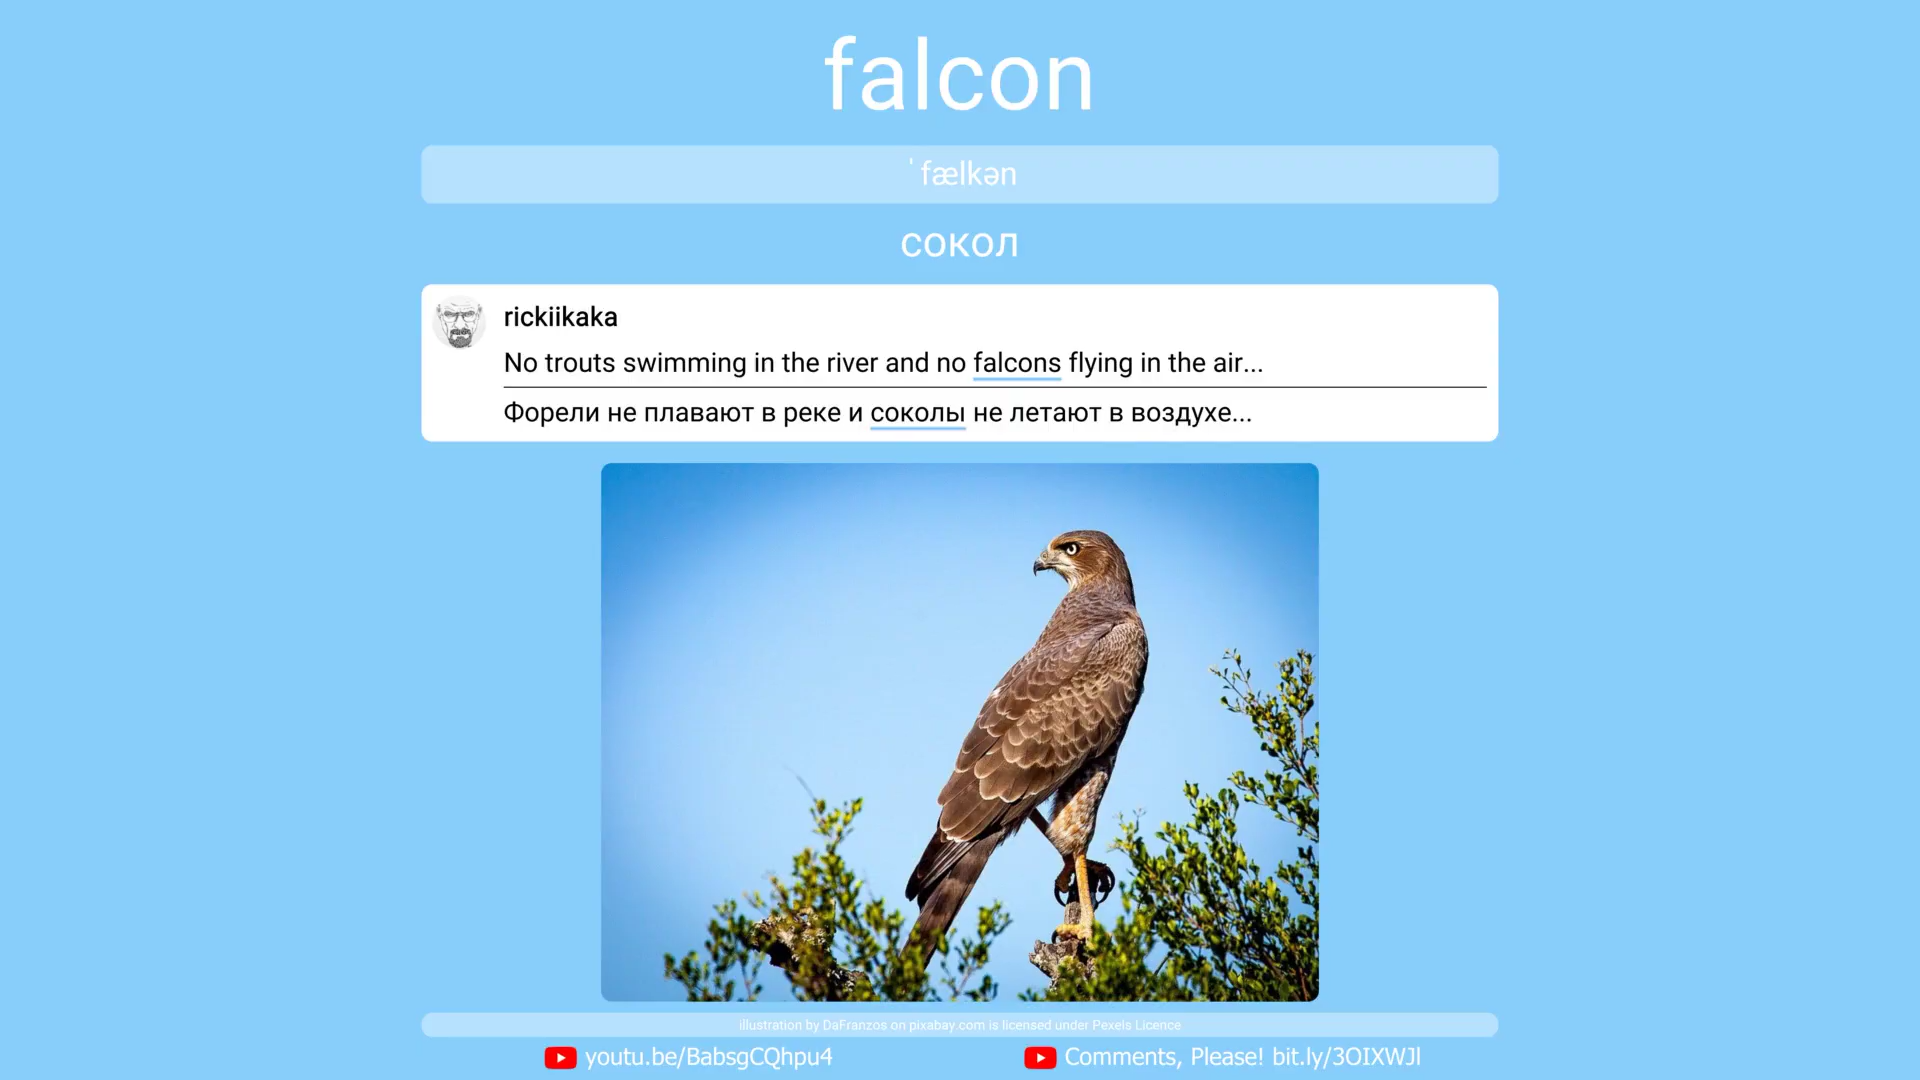 falcon
ˈfælkən
сокол
rickiikaka
No trouts swimming in the river and no falcons flying in the air...
Форели не плавают в реке и соколы не летают в воздухе...
illustration by DaFranzos on pixabay.com is licensed under Pexels Licence
youtu.be/BabsgCQhpu4
Comments, Please! bit.ly/3OIXWJl